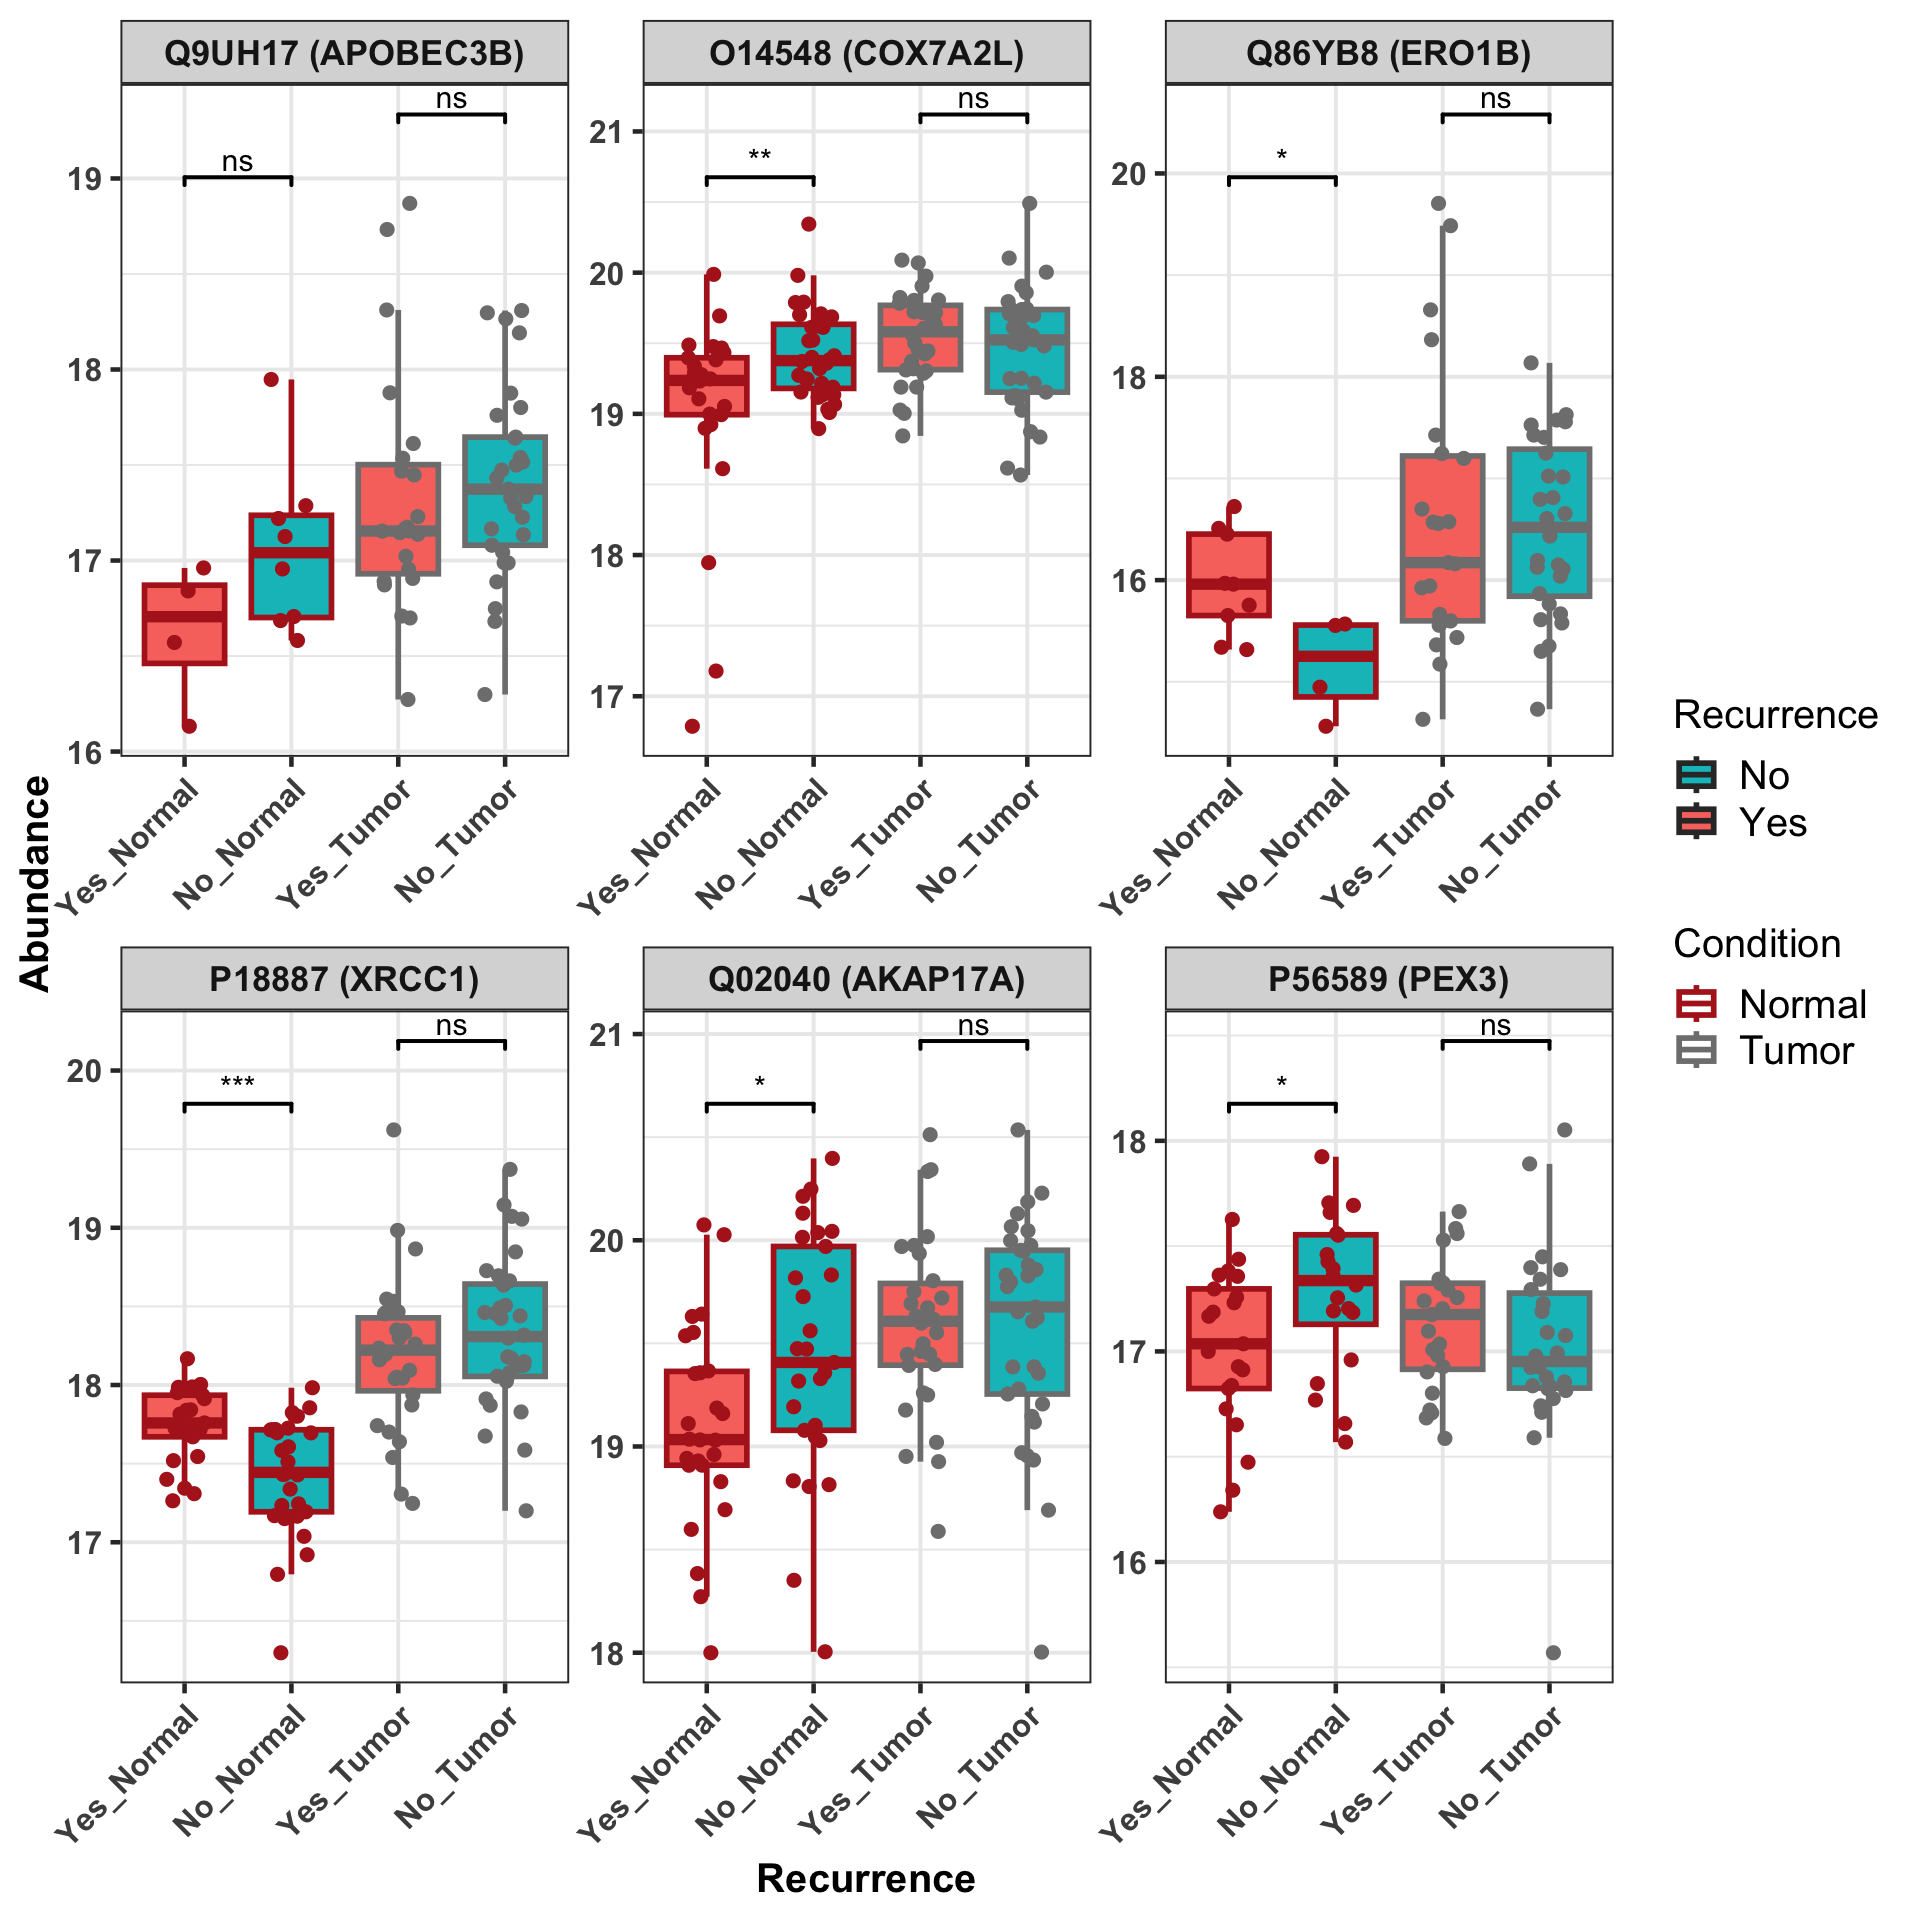 Q9UH17 (APOBEC3B)
ns
ns
19
18
17
16
Yes_Normal
No_Normal
Yes_Tumor
No_Tumor
O14548 (COX7A2L)
**
ns
21
20
19
18
17
Yes_Normal
No_Normal
Yes_Tumor
No_Tumor
Q86YB8 (ERO1B)
*
ns
20
18
16
Yes_Normal
No_Normal
Yes_Tumor
No_Tumor
Abundance
P18887 (XRCC1)
***
ns
20
19
18
17
Yes_Normal
No_Normal
Yes_Tumor
No_Tumor
Q02040 (AKAP17A)
*
ns
21
20
19
18
Yes_Normal
No_Normal
Yes_Tumor
No_Tumor
P56589 (PEX3)
*
ns
18
17
16
Yes_Normal
No_Normal
Yes_Tumor
No_Tumor
Recurrence
Recurrence
No
Yes
Condition
Normal
Tumor